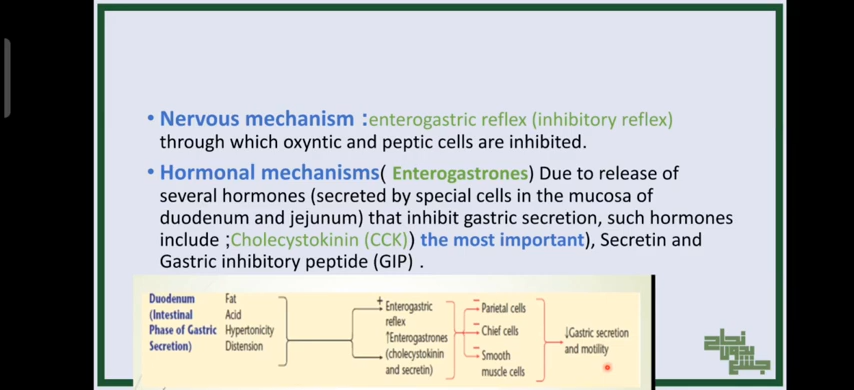 • Nervous mechanism :enterogastric reflex (inhibitory reflex)
through which oxyntic and peptic cells are inhibited.
• Hormonal mechanisms( Enterogastrones) Due to release of
several hormones (secreted by special cells in the mucosa of
duodenum and jejunum) that inhibit gastric secretion, such hormones
include ;Cholecystokinin (CCK)) the most important), Secretin and
Gastric inhibitory peptide (GIP) .
Duodenum
(Intestinal
Phase of Gastric
Secretion)
Fat
Acid
Hypertonicity
Distension
+
Enterogastric
reflex
↑Enterogastrones
(cholecystokinin
and secretin)
− Parietal cells
− Chief cells
− Smooth
muscle cells
↓Gastric secretion
and motility